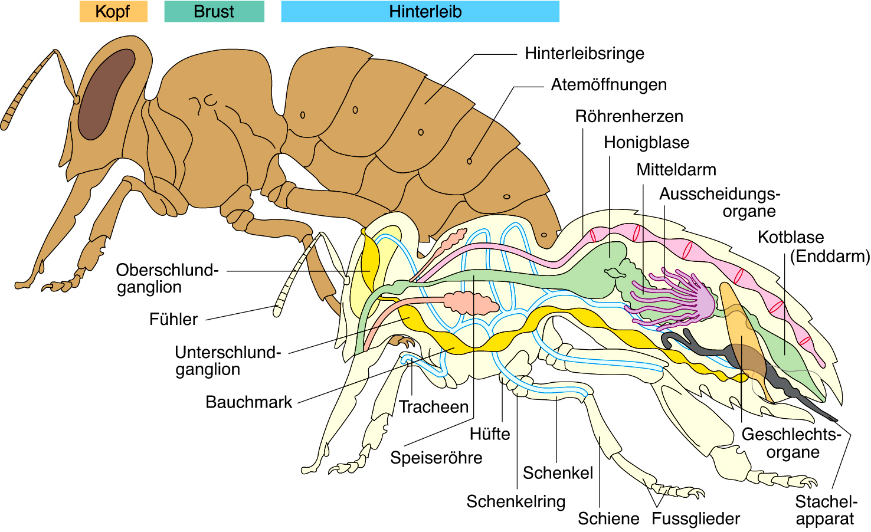 Kopf
Brust
Hinterleib
Hinterleibsringe
Atemöffnungen
Röhrenherzen
Honigblase
Mitteldarm
Ausscheidungs-
organe
Kotblase
(Enddarm)
Oberschlund-
ganglion
Fühler
Unterschlund-
ganglion
Bauchmark
Tracheen
Speiseröhre
Hüfte
Schenkel
Schenkelring
Schiene
Fussglieder
Geschlechts-
organe
Stachel-
apparat